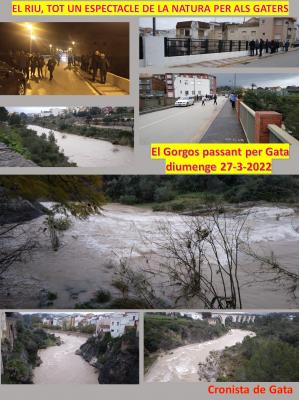 EL RIU, TOT UN ESPECTACLE DE LA NATURA PER ALS GATERS
El Gorgos passant per Gata
diumenge 27-3-2022
Cronista de Gata